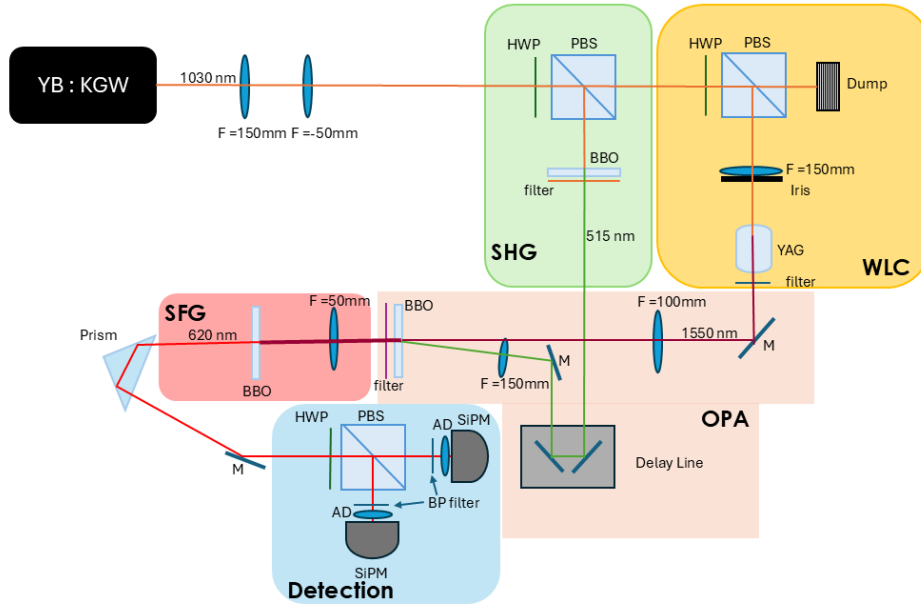 HWP
PBS
HWP
PBS
YB : KGW
1030 nm
Dump
F =150mm
F =-50mm
BBO
filter
F =150mm
Iris
515 nm
YAG
SHG
WLC
filter
F =50mm
BBO
F =100mm
SFG
Prism
620 nm
1550 nm
M
M
BBO
filter
F =150mm
HWP
PBS
AD
SiPM
OPA
M
Delay Line
AD
BP filter
SiPM
Detection